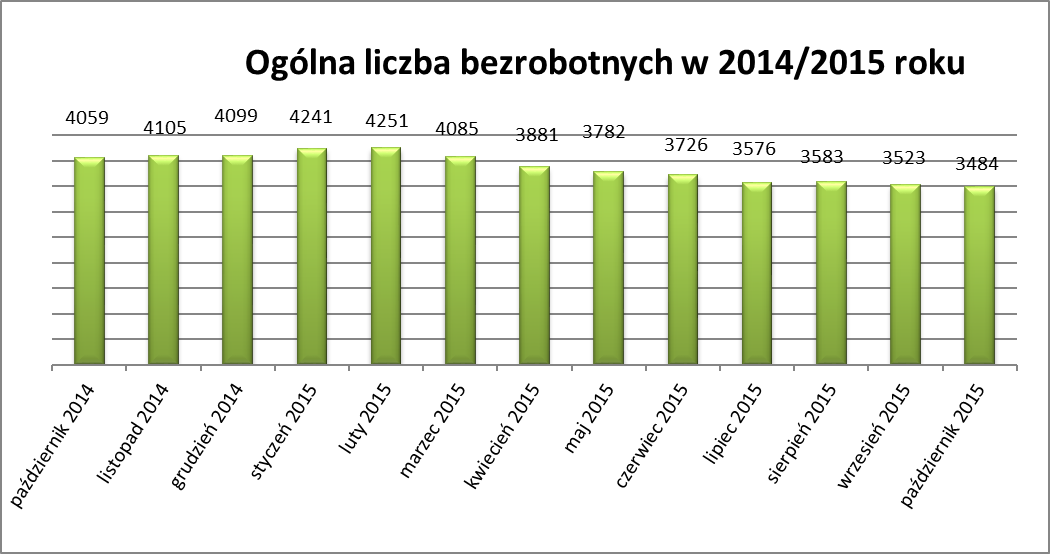 Ogólna liczba bezrobotnych w 2014/2015 roku
4059
4105
4099
4241
4251
4085
3881
3782
3726
3576
3583
3523
3484
październik 2014
listopad 2014
grudzień 2014
styczeń 2015
luty 2015
marzec 2015
kwiecień 2015
maj 2015
czerwiec 2015
lipiec 2015
sierpień 2015
wrzesień 2015
październik 2015